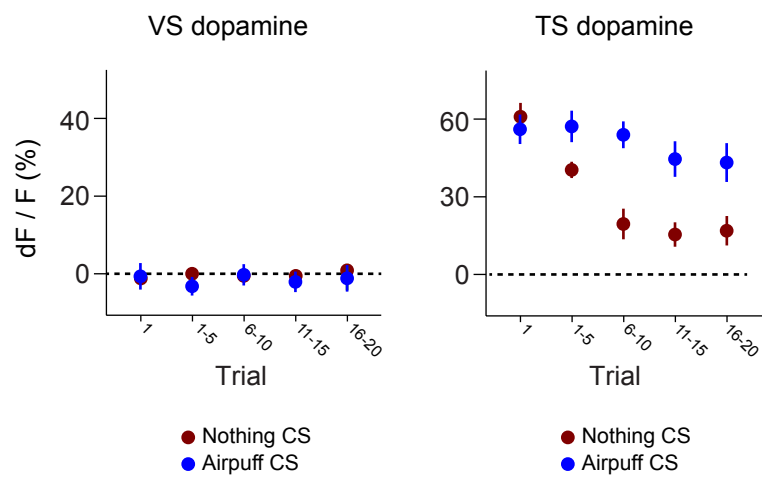 VS dopamine
TS dopamine
dF / F (%)
40
20
0
1
1-5
6-10
11-15
16-20
Trial
Nothing CS
Airpuff CS
60
30
0
1
1-5
6-10
11-15
16-20
Trial
Nothing CS
Airpuff CS